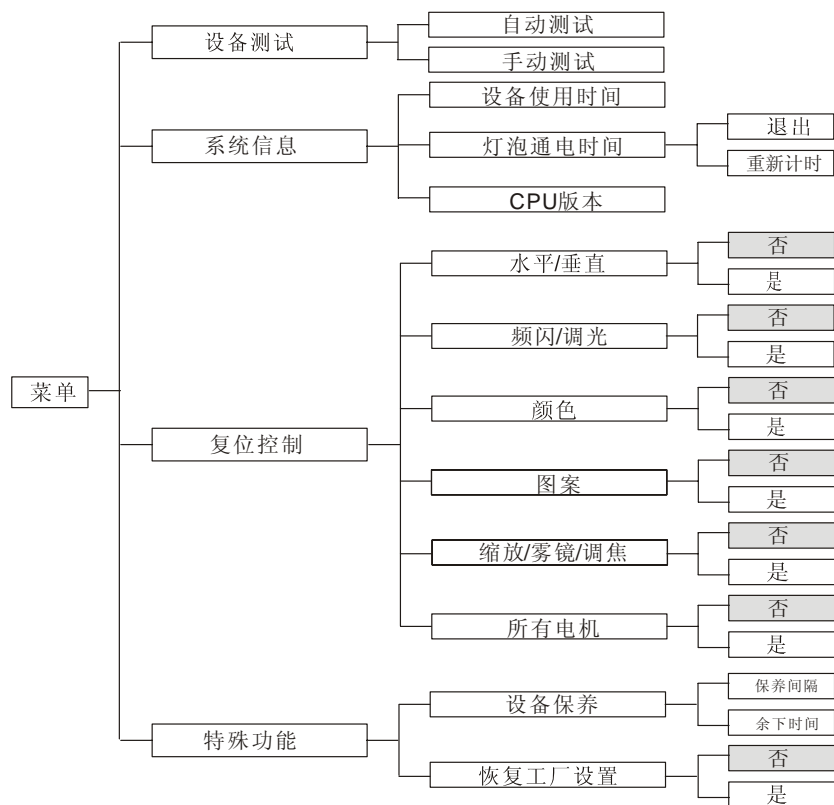 菜单
设备测试
自动测试
手动测试
系统信息
设备使用时间
灯泡通电时间
退出
重新计时
CPU版本
复位控制
水平/垂直
否
是
频闪/调光
否
是
颜色
否
是
图案
否
是
缩放/雾镜/调焦
否
是
所有电机
否
是
特殊功能
设备保养
保养间隔
余下时间
恢复工厂设置
否
是